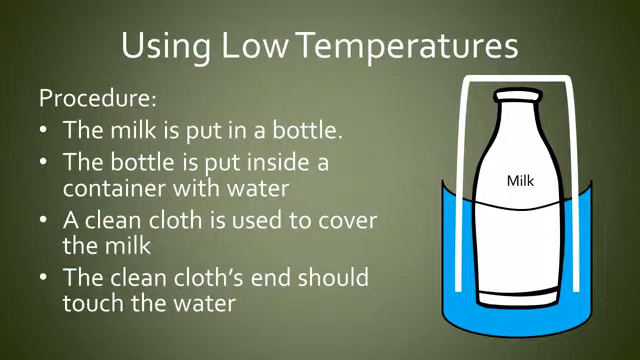 Using Low Temperatures
Procedure:
• The milk is put in a bottle.
• The bottle is put inside a
container with water
• A clean cloth is used to cover
the milk
• The clean cloth's end should
touch the water
Milk